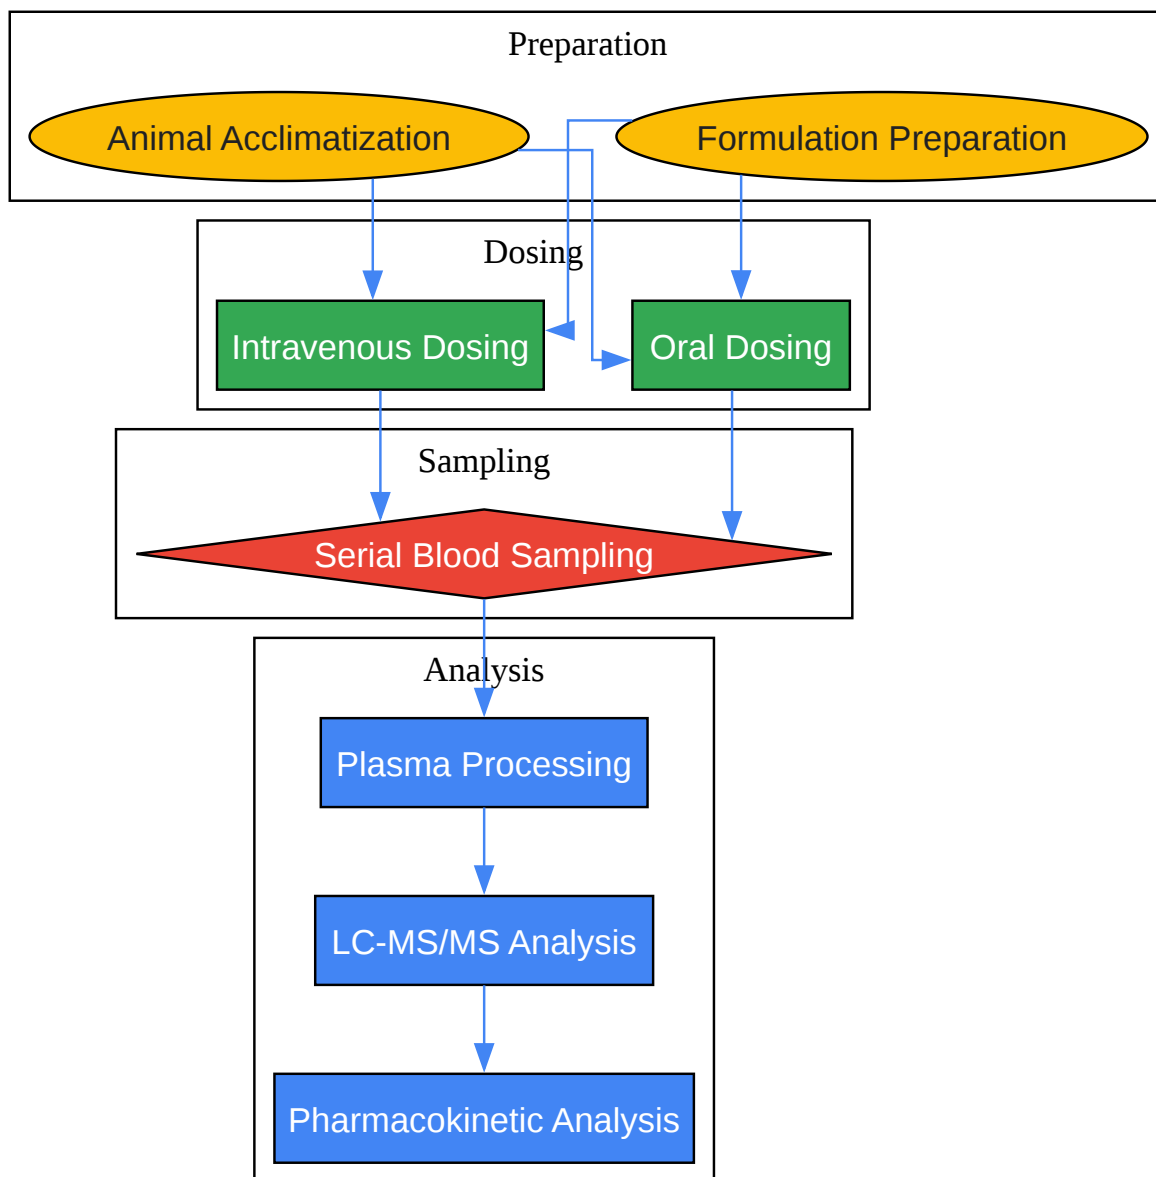 Preparation
Animal Acclimatization
Formulation Preparation
Dosing
Intravenous Dosing
Oral Dosing
Sampling
Serial Blood Sampling
Analysis
Plasma Processing
LC-MS/MS Analysis
Pharmacokinetic Analysis